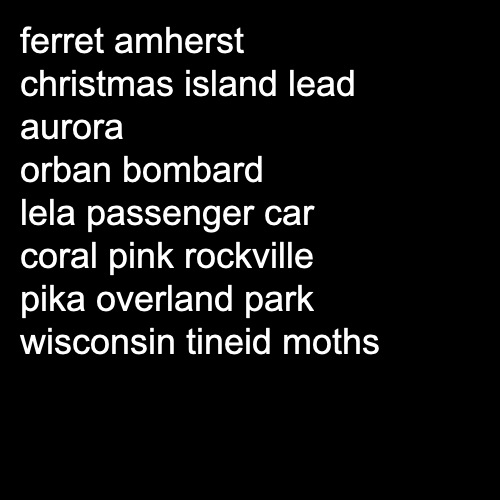 ferret amherst
christmas island lead
aurora
orban bombard
lela passenger car
coral pink rockville
pika overland park
wisconsin tineid moths